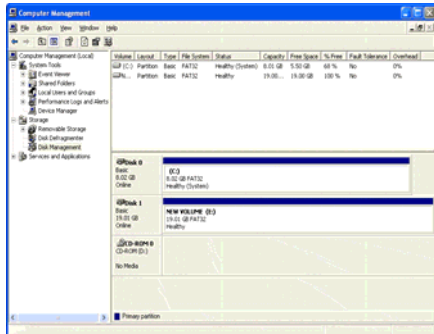 Computer Management
File Action View Window Help
Computer Management (Local)
System Tools
Event Viewer
Shared Folders
Local Users and Groups
Performance Logs and Alerts
Device Manager
Storage
Removable Storage
Disk Defragmenter
Disk Management
Services and Applications
Volume Layout Type File System Status Capacity Free Space % Free Fault Tolerance Overhead
(C:) Partition Basic FAT32 Healthy (System) 8.01 GB 5.50 GB 68 % No 0%
N... Partition Basic FAT32 Healthy 19.00... 19.00 GB 100 % No 0%
Disk 0
Basic
8.02 GB
Online
(C:)
8.02 GB FAT32
Healthy (System)
Disk 1
Basic
19.01 GB
Online
NEW VOLUME (E:)
19.01 GB FAT32
Healthy
CD-ROM 0
CD-ROM (D:)
No Media
Primary partition